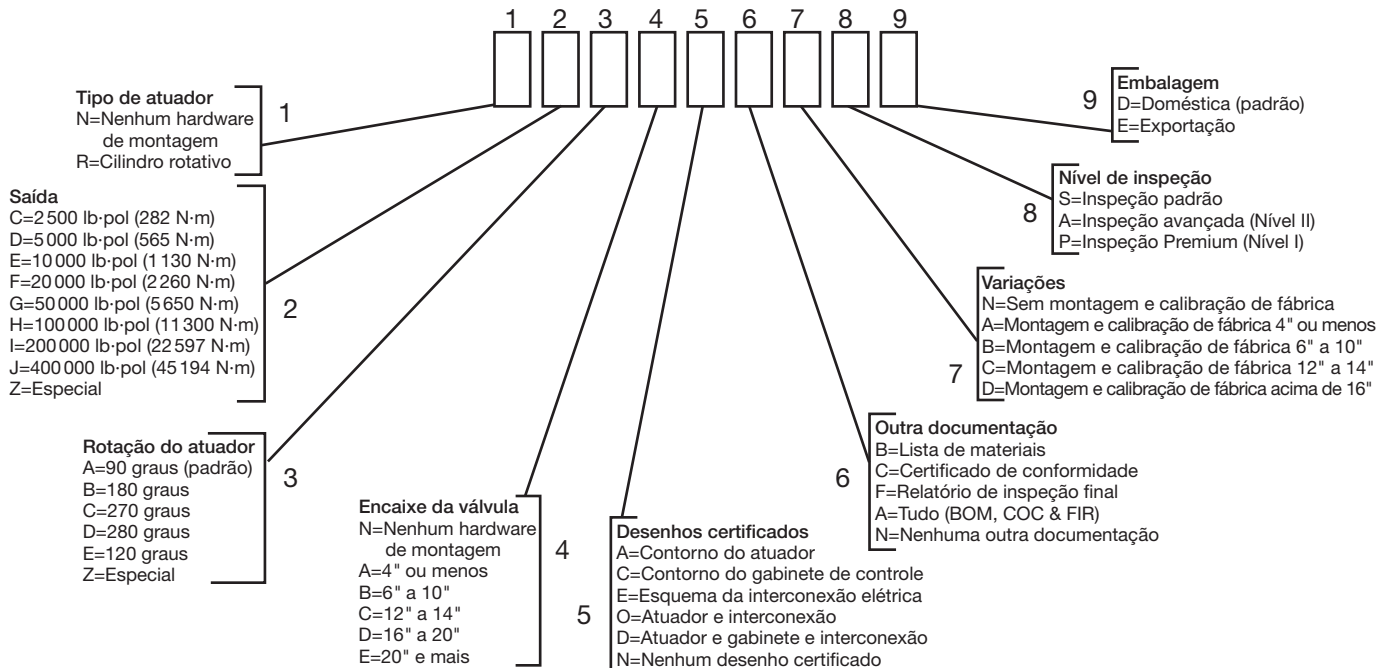 1 2 3 4 5 6 7 8 9
Tipo de atuador
N=Nenhum hardware
de montagem
R=Cilindro rotativo
1
Saída
C=2 500 lb·pol (282 N·m)
D=5 000 lb·pol (565 N·m)
E=10 000 lb·pol (1 130 N·m)
F=20 000 lb·pol (2 260 N·m)
G=50 000 lb·pol (5 650 N·m)
H=100 000 lb·pol (11 300 N·m)
I=200 000 lb·pol (22 597 N·m)
J=400 000 lb·pol (45 194 N·m)
Z=Especial
2
Rotação do atuador
A=90 graus (padrão)
B=180 graus
C=270 graus
D=280 graus
E=120 graus
Z=Especial
3
Encaixe da válvula
N=Nenhum hardware
de montagem
A=4" ou menos
B=6" a 10"
C=12" a 14"
D=16" a 20"
E=20" e mais
4
5
Desenhos certificados
A=Contorno do atuador
C=Contorno do gabinete de controle
E=Esquema da interconexão elétrica
O=Atuador e interconexão
D=Atuador e gabinete e interconexão
N=Nenhum desenho certificado
6
Outra documentação
B=Lista de materiais
C=Certificado de conformidade
F=Relatório de inspeção final
A=Tudo (BOM, COC & FIR)
N=Nenhuma outra documentação
7
Variações
N=Sem montagem e calibração de fábrica
A=Montagem e calibração de fábrica 4" ou menos
B=Montagem e calibração de fábrica 6" a 10"
C=Montagem e calibração de fábrica 12" a 14"
D=Montagem e calibração de fábrica acima de 16"
8
Nível de inspeção
S=Inspeção padrão
A=Inspeção avançada (Nível II)
P=Inspeção Premium (Nível I)
9
Embalagem
D=Doméstica (padrão)
E=Exportação